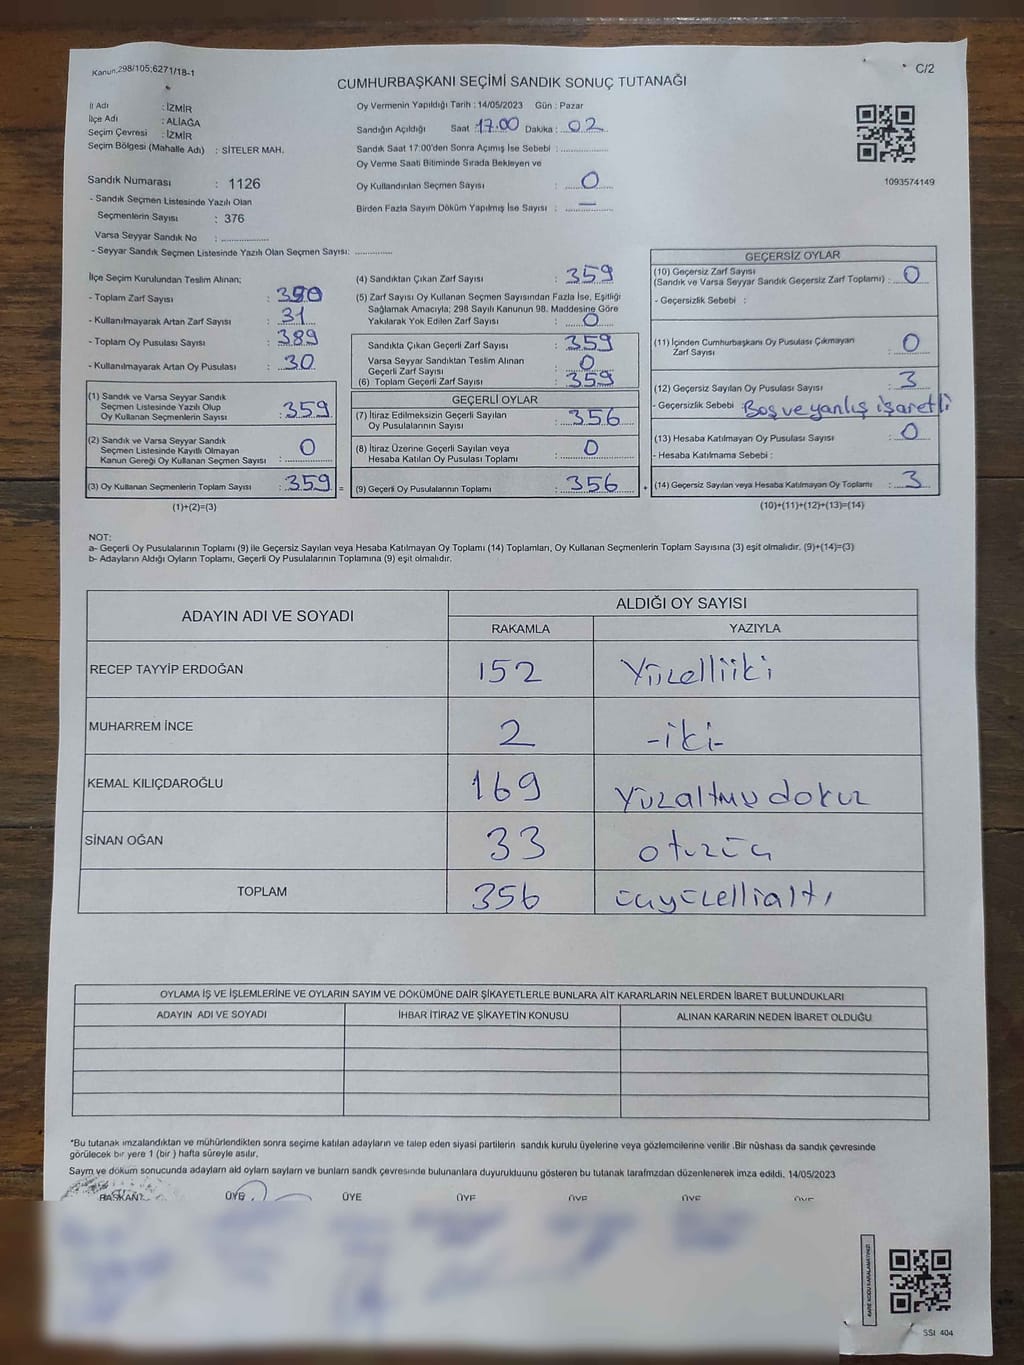 Kanun,298/105;6271/18-1
C/2
CUMHURBAŞKANI SEÇİMİ SANDIK SONUÇ TUTANAĞI
İl Adı : İZMİR
İlçe Adı : ALİAĞA
Seçim Çevresi : İZMİR
Seçim Bölgesi (Mahalle Adı) : SİTELER MAH.
Sandık Numarası : 1126
- Sandık Seçmen Listesinde Yazılı Olan
Seçmenlerin Sayısı : 376
Varsa Seyyar Sandık No : ................
- Seyyar Sandık Seçmen Listesinde Yazılı Olan Seçmen Sayısı: ............
Oy Vermenin Yapıldığı Tarih : 14/05/2023 Gün : Pazar
Sandığın Açıldığı Saat 17.00 Dakika : 02
Sandık Saat 17:00'den Sonra Açımış İse Sebebi : ................
Oy Verme Saati Bitiminde Sırada Bekleyen ve
Oy Kullandırılan Seçmen Sayısı : 0
Birden Fazla Sayım Döküm Yapılmış İse Sayısı : —
1093574149
İlçe Seçim Kurulundan Teslim Alınan;
- Toplam Zarf Sayısı : 390
- Kullanılmayarak Artan Zarf Sayısı : 31
- Toplam Oy Pusulası Sayısı : 389
- Kullanılmayarak Artan Oy Pusulası : 30
(1) Sandık ve Varsa Seyyar Sandık
Seçmen Listesinde Yazılı Olup
Oy Kullanan Seçmenlerin Sayısı : 359
(2) Sandık ve Varsa Seyyar Sandık
Seçmen Listesinde Kayıtlı Olmayan
Kanun Gereği Oy Kullanan Seçmen Sayısı : 0
(3) Oy Kullanan Seçmenlerin Toplam Sayısı : 359 =
(1)+(2)=(3)
(4) Sandıktan Çıkan Zarf Sayısı : 359
(5) Zarf Sayısı Oy Kullanan Seçmen Sayısından Fazla İse, Eşitliği
Sağlamak Amacıyla; 298 Sayılı Kanunun 98. Maddesine Göre
Yakılarak Yok Edilen Zarf Sayısı : 0
Sandıkta Çıkan Geçerli Zarf Sayısı : 359
Varsa Seyyar Sandıktan Teslim Alınan
Geçerli Zarf Sayısı : 0
(6) Toplam Geçerli Zarf Sayısı : 359
GEÇERLİ OYLAR
(7) İtiraz Edilmeksizin Geçerli Sayılan
Oy Pusulalarının Sayısı : 356
(8) İtiraz Üzerine Geçerli Sayılan veya
Hesaba Katılan Oy Pusulası Toplamı : 0
(9) Geçerli Oy Pusulalarının Toplamı : 356 +
GEÇERSİZ OYLAR
(10) Geçersiz Zarf Sayısı
(Sandık ve Varsa Seyyar Sandık Geçersiz Zarf Toplamı) : 0
- Geçersizlik Sebebi :
(11) İçinden Cumhurbaşkanı Oy Pusulası Çıkmayan
Zarf Sayısı : 0
(12) Geçersiz Sayılan Oy Pusulası Sayısı : 3
- Geçersizlik Sebebi Boş ve yanlış işaretli
(13) Hesaba Katılmayan Oy Pusulası Sayısı : 0
- Hesaba Katılmama Sebebi :
(14) Geçersiz Sayılan veya Hesaba Katılmayan Oy Toplamı : 3
(10)+(11)+(12)+(13)=(14)
NOT:
a- Geçerli Oy Pusulalarının Toplamı (9) ile Geçersiz Sayılan veya Hesaba Katılmayan Oy Toplamı (14) Toplamları, Oy Kullanan Seçmenlerin Toplam Sayısına (3) eşit olmalıdır. (9)+(14)=(3)
b- Adayların Aldığı Oyların Toplamı, Geçerli Oy Pusulalarının Toplamına (9) eşit olmalıdır.
ADAYIN ADI VE SOYADI ALDIĞI OY SAYISI
RAKAMLA YAZIYLA
RECEP TAYYİP ERDOĞAN 152 Yüzelliiki
MUHARREM İNCE 2 -iki-
KEMAL KILIÇDAROĞLU 169 Yüzaltmış dokuz
SİNAN OĞAN 33 otuzüç
TOPLAM 356 üçyüzellialtı
OYLAMA İŞ VE İŞLEMLERİNE VE OYLARIN SAYIM VE DÖKÜMÜNE DAİR ŞİKAYETLERLE BUNLARA AİT KARARLARIN NELERDEN İBARET BULUNDUKLARI
ADAYIN ADI VE SOYADI İHBAR İTİRAZ VE ŞİKAYETİN KONUSU ALINAN KARARIN NEDEN İBARET OLDUĞU
*Bu tutanak imzalandıktan ve mühürlendikten sonra seçime katılan adayların ve talep eden siyasi partilerin sandık kurulu üyelerine veya gözlemcilerine verilir .Bir nüshası da sandık çevresinde
görülecek bir yere 1 (bir ) hafta süreyle asılır.
Saym ve dokum sonucunda adaylarn ald oylarn saylarn ve bunlarn sandk çevresinde bulunanlara duyurulduunu gösteren bu tutanak tarafmzdan düzenlenerek imza edildi. 14/05/2023
BAŞKAN ÜYE ÜYE ÜYE ÜYE ÜYE ÜYE
SSI 404